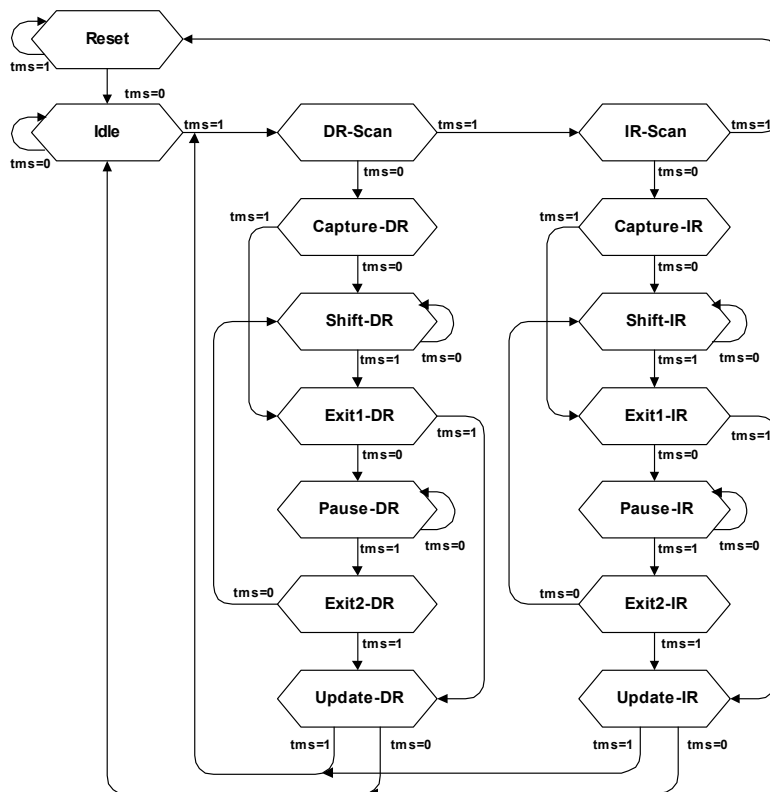 Reset
tms=1
tms=0
Idle
tms=1
DR-Scan
tms=1
IR-Scan
tms=1
tms=0
tms=0
tms=0
tms=1
Capture-DR
tms=1
Capture-IR
tms=0
tms=0
Shift-DR
Shift-IR
tms=1
tms=0
tms=1
tms=0
Exit1-DR
tms=1
Exit1-IR
tms=1
tms=0
tms=0
Pause-DR
Pause-IR
tms=1
tms=0
tms=1
tms=0
tms=0
Exit2-DR
tms=0
Exit2-IR
tms=1
tms=1
Update-DR
Update-IR
tms=1
tms=0
tms=1
tms=0